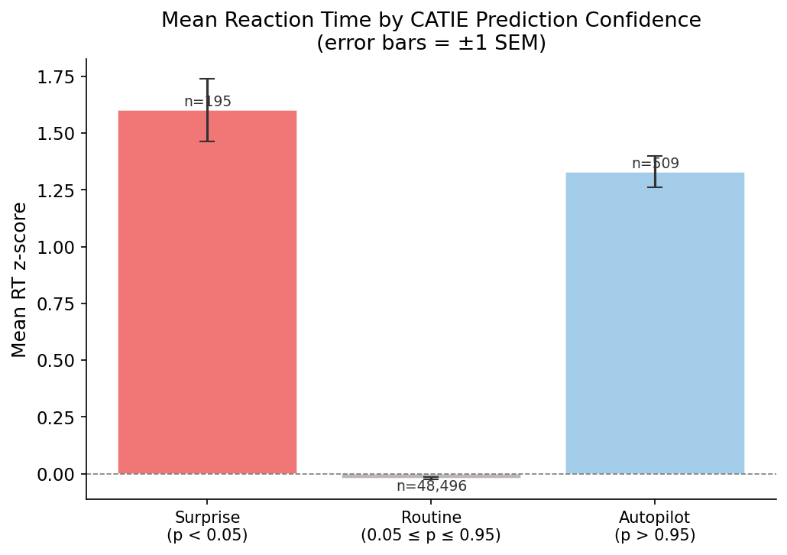 Mean Reaction Time by CATIE Prediction Confidence
(error bars = ±1 SEM)
Mean RT z-score
1.75
1.50
1.25
1.00
0.75
0.50
0.25
0.00
n=195
n=48,496
n=509
Surprise
(p < 0.05)
Routine
(0.05 ≤ p ≤ 0.95)
Autopilot
(p > 0.95)